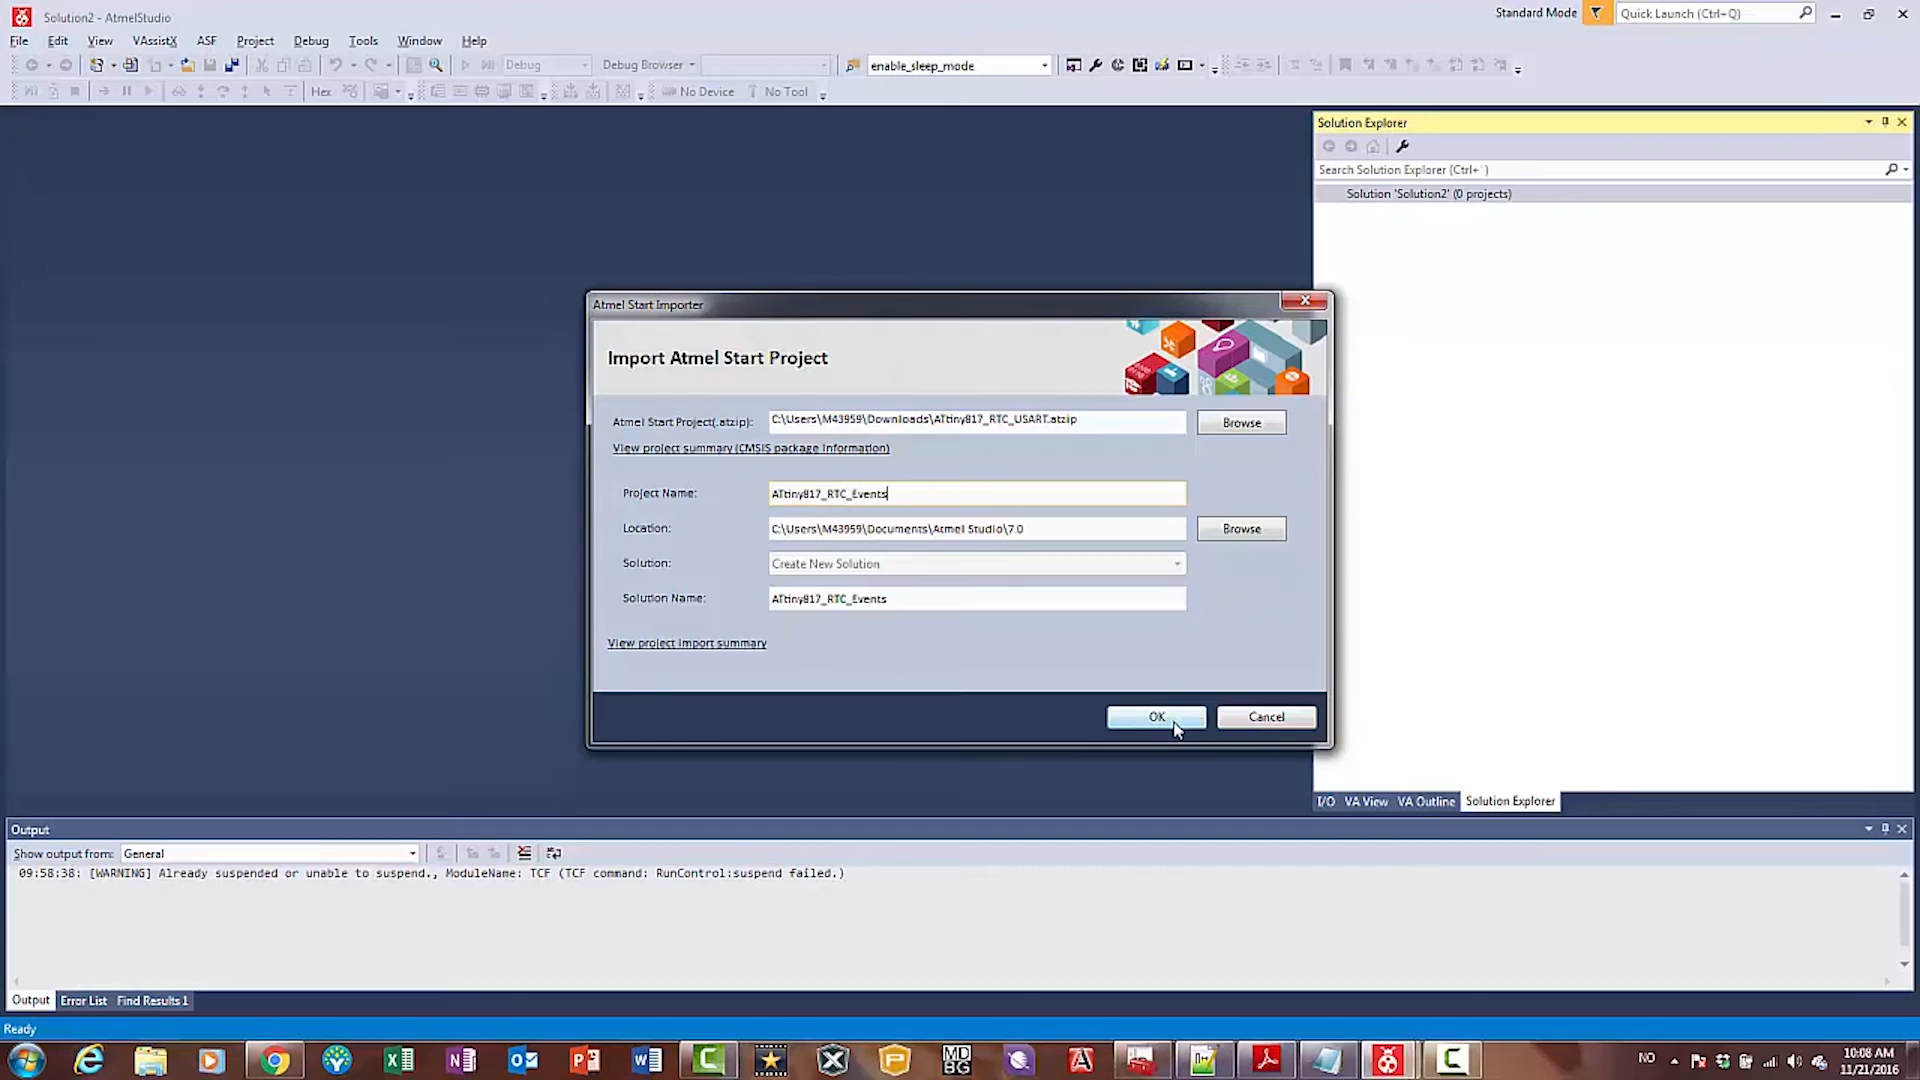 Solution2 - AtmelStudio
Standard Mode
Quick Launch (Ctrl+Q)
File Edit View VAssistX ASF Project Debug Tools Window Help
Debug Debug Browser enable_sleep_mode
Hex No Device No Tool
Solution Explorer
Search Solution Explorer (Ctrl+¨)
Solution 'Solution2' (0 projects)
Atmel Start Importer
Import Atmel Start Project
Atmel Start Project(.atzip): C:\Users\M43959\Downloads\ATtiny817_RTC_USART.atzip Browse
View project summary (CMSIS package Information)
Project Name: ATtiny817_RTC_Events
Location: C:\Users\M43959\Documents\Atmel Studio\7.0 Browse
Solution: Create New Solution
Solution Name: ATtiny817_RTC_Events
View project import summary
OK Cancel
I/O VA View VA Outline Solution Explorer
Output
Show output from: General
09:58:38: [WARNING] Already suspended or unable to suspend., ModuleName: TCF (TCF command: RunControl:suspend failed.)
Output Error List Find Results 1
Ready
MD
BG
NO
10:08 AM
11/21/2016